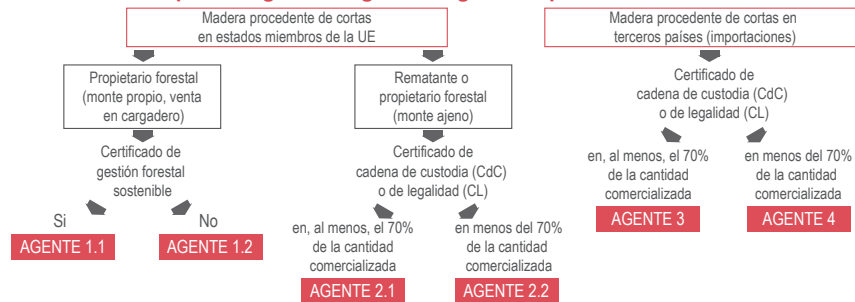 Madera procedente de cortas
en estados miembros de la UE
Madera procedente de cortas en
terceros países (importaciones)
Propietario forestal
(monte propio, venta
en cargadero)
Rematante o
propietario forestal
(monte ajeno)
Certificado de
cadena de custodia (CdC)
o de legalidad (CL)
Certificado de
gestión forestal
sostenible
Certificado de
cadena de custodia (CdC)
o de legalidad (CL)
en, al menos, el 70%
de la cantidad
comercializada
en menos del 70%
de la cantidad
comercializada
AGENTE 3
AGENTE 4
Si
No
AGENTE 1.1
AGENTE 1.2
en, al menos, el 70%
de la cantidad
comercializada
en menos del 70%
de la cantidad
comercializada
AGENTE 2.1
AGENTE 2.2